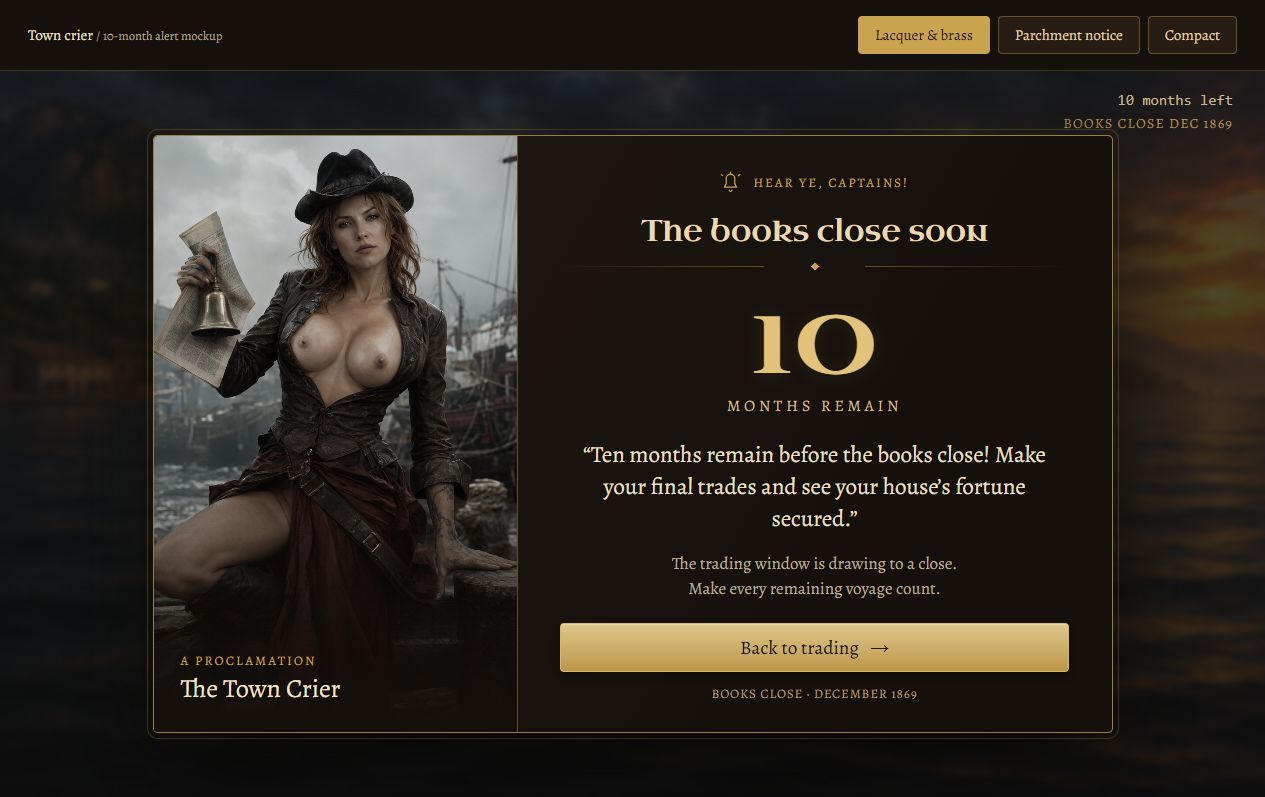 Town crier / 10-month alert mockup
Lacquer & brass
Parchment notice
Compact
10 months left
BOOKS CLOSE DEC 1869
HEAR YE, CAPTAINS!
The books close soon
10
MONTHS REMAIN
“Ten months remain before the books close! Make
your final trades and see your house’s fortune
secured.”
The trading window is drawing to a close.
Make every remaining voyage count.
Back to trading →
BOOKS CLOSE · DECEMBER 1869
A PROCLAMATION
The Town Crier